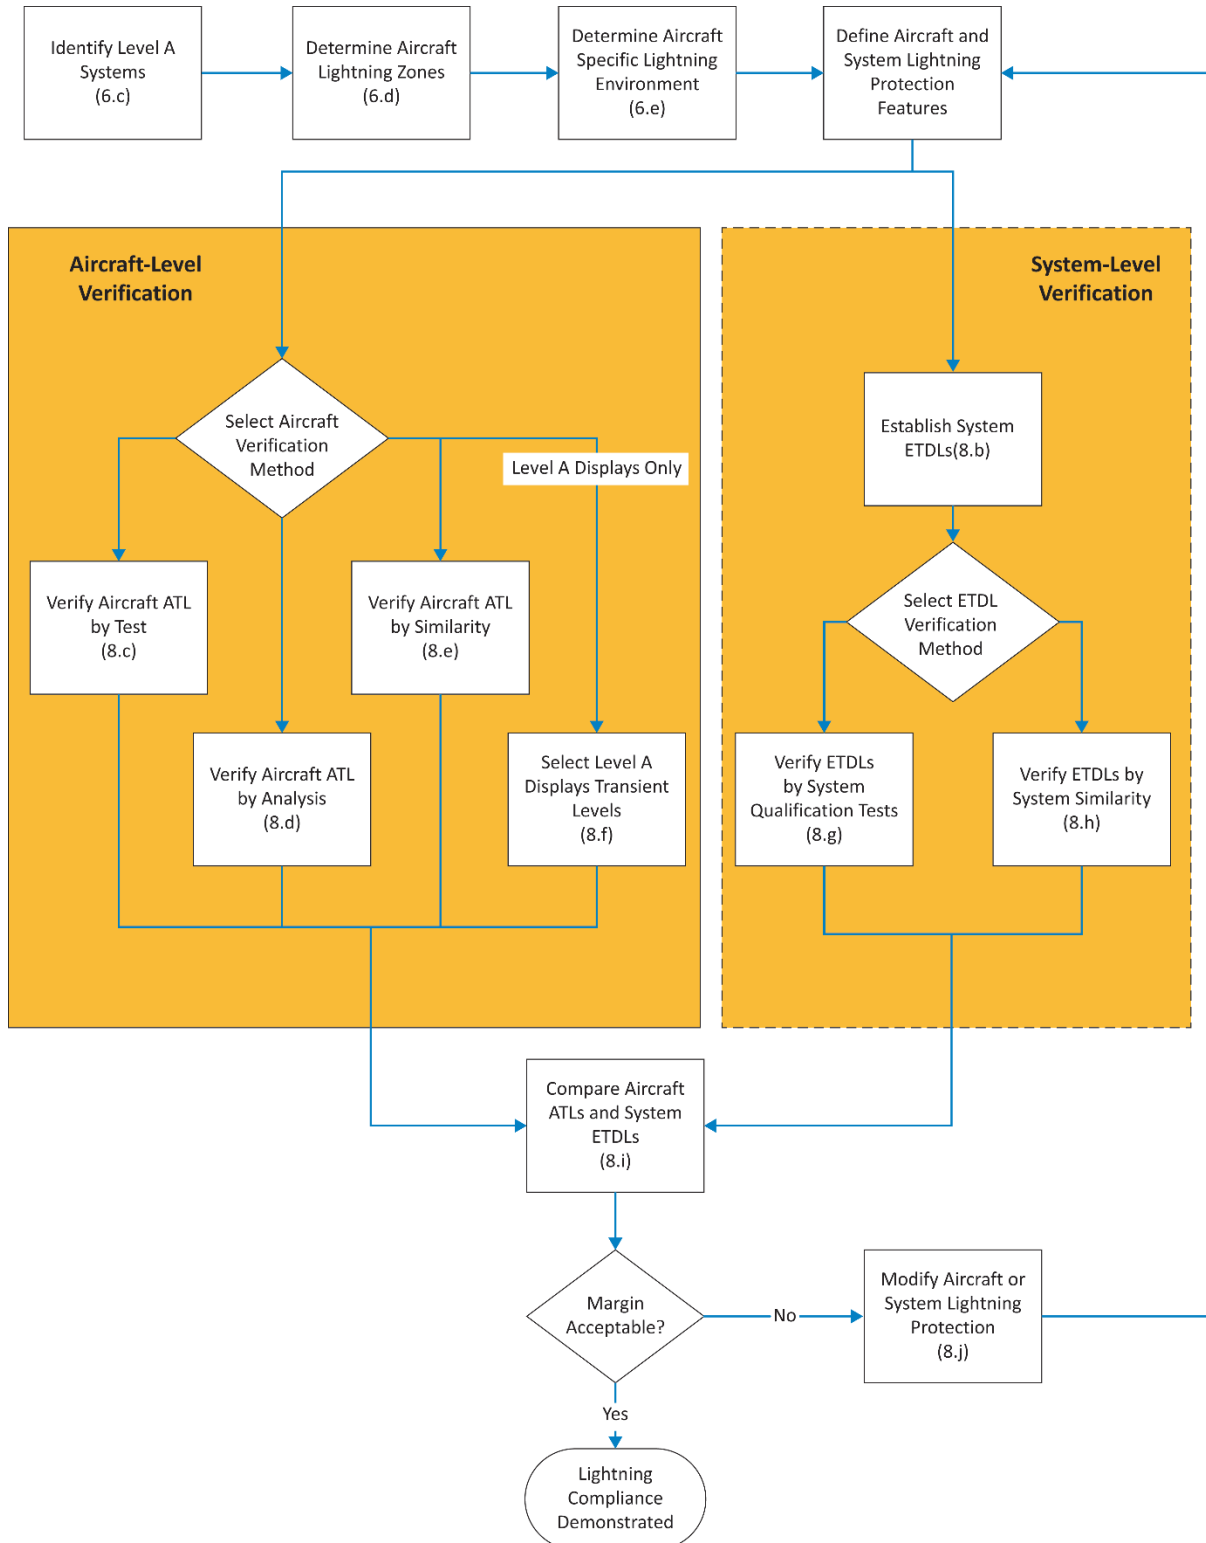 Identify Level A
Systems
(6.c)
Determine Aircraft
Lightning Zones
(6.d)
Determine Aircraft
Specific Lightning
Environment
(6.e)
Define Aircraft and
System Lightning
Protection
Features
Aircraft-Level
Verification
System-Level
Verification
Select Aircraft
Verification
Method
Level A Displays Only
Establish System
ETDLs(8.b)
Verify Aircraft ATL
by Test
(8.c)
Verify Aircraft ATL
by Similarity
(8.e)
Select ETDL
Verification
Method
Verify Aircraft ATL
by Analysis
(8.d)
Select Level A
Displays Transient
Levels
(8.f)
Verify ETDLs
by System
Qualification Tests
(8.g)
Verify ETDLs by
System Similarity
(8.h)
Compare Aircraft
ATLs and System
ETDLs
(8.i)
Margin
Acceptable?
No
Modify Aircraft or
System Lightning
Protection
(8.j)
Yes
Lightning
Compliance
Demonstrated